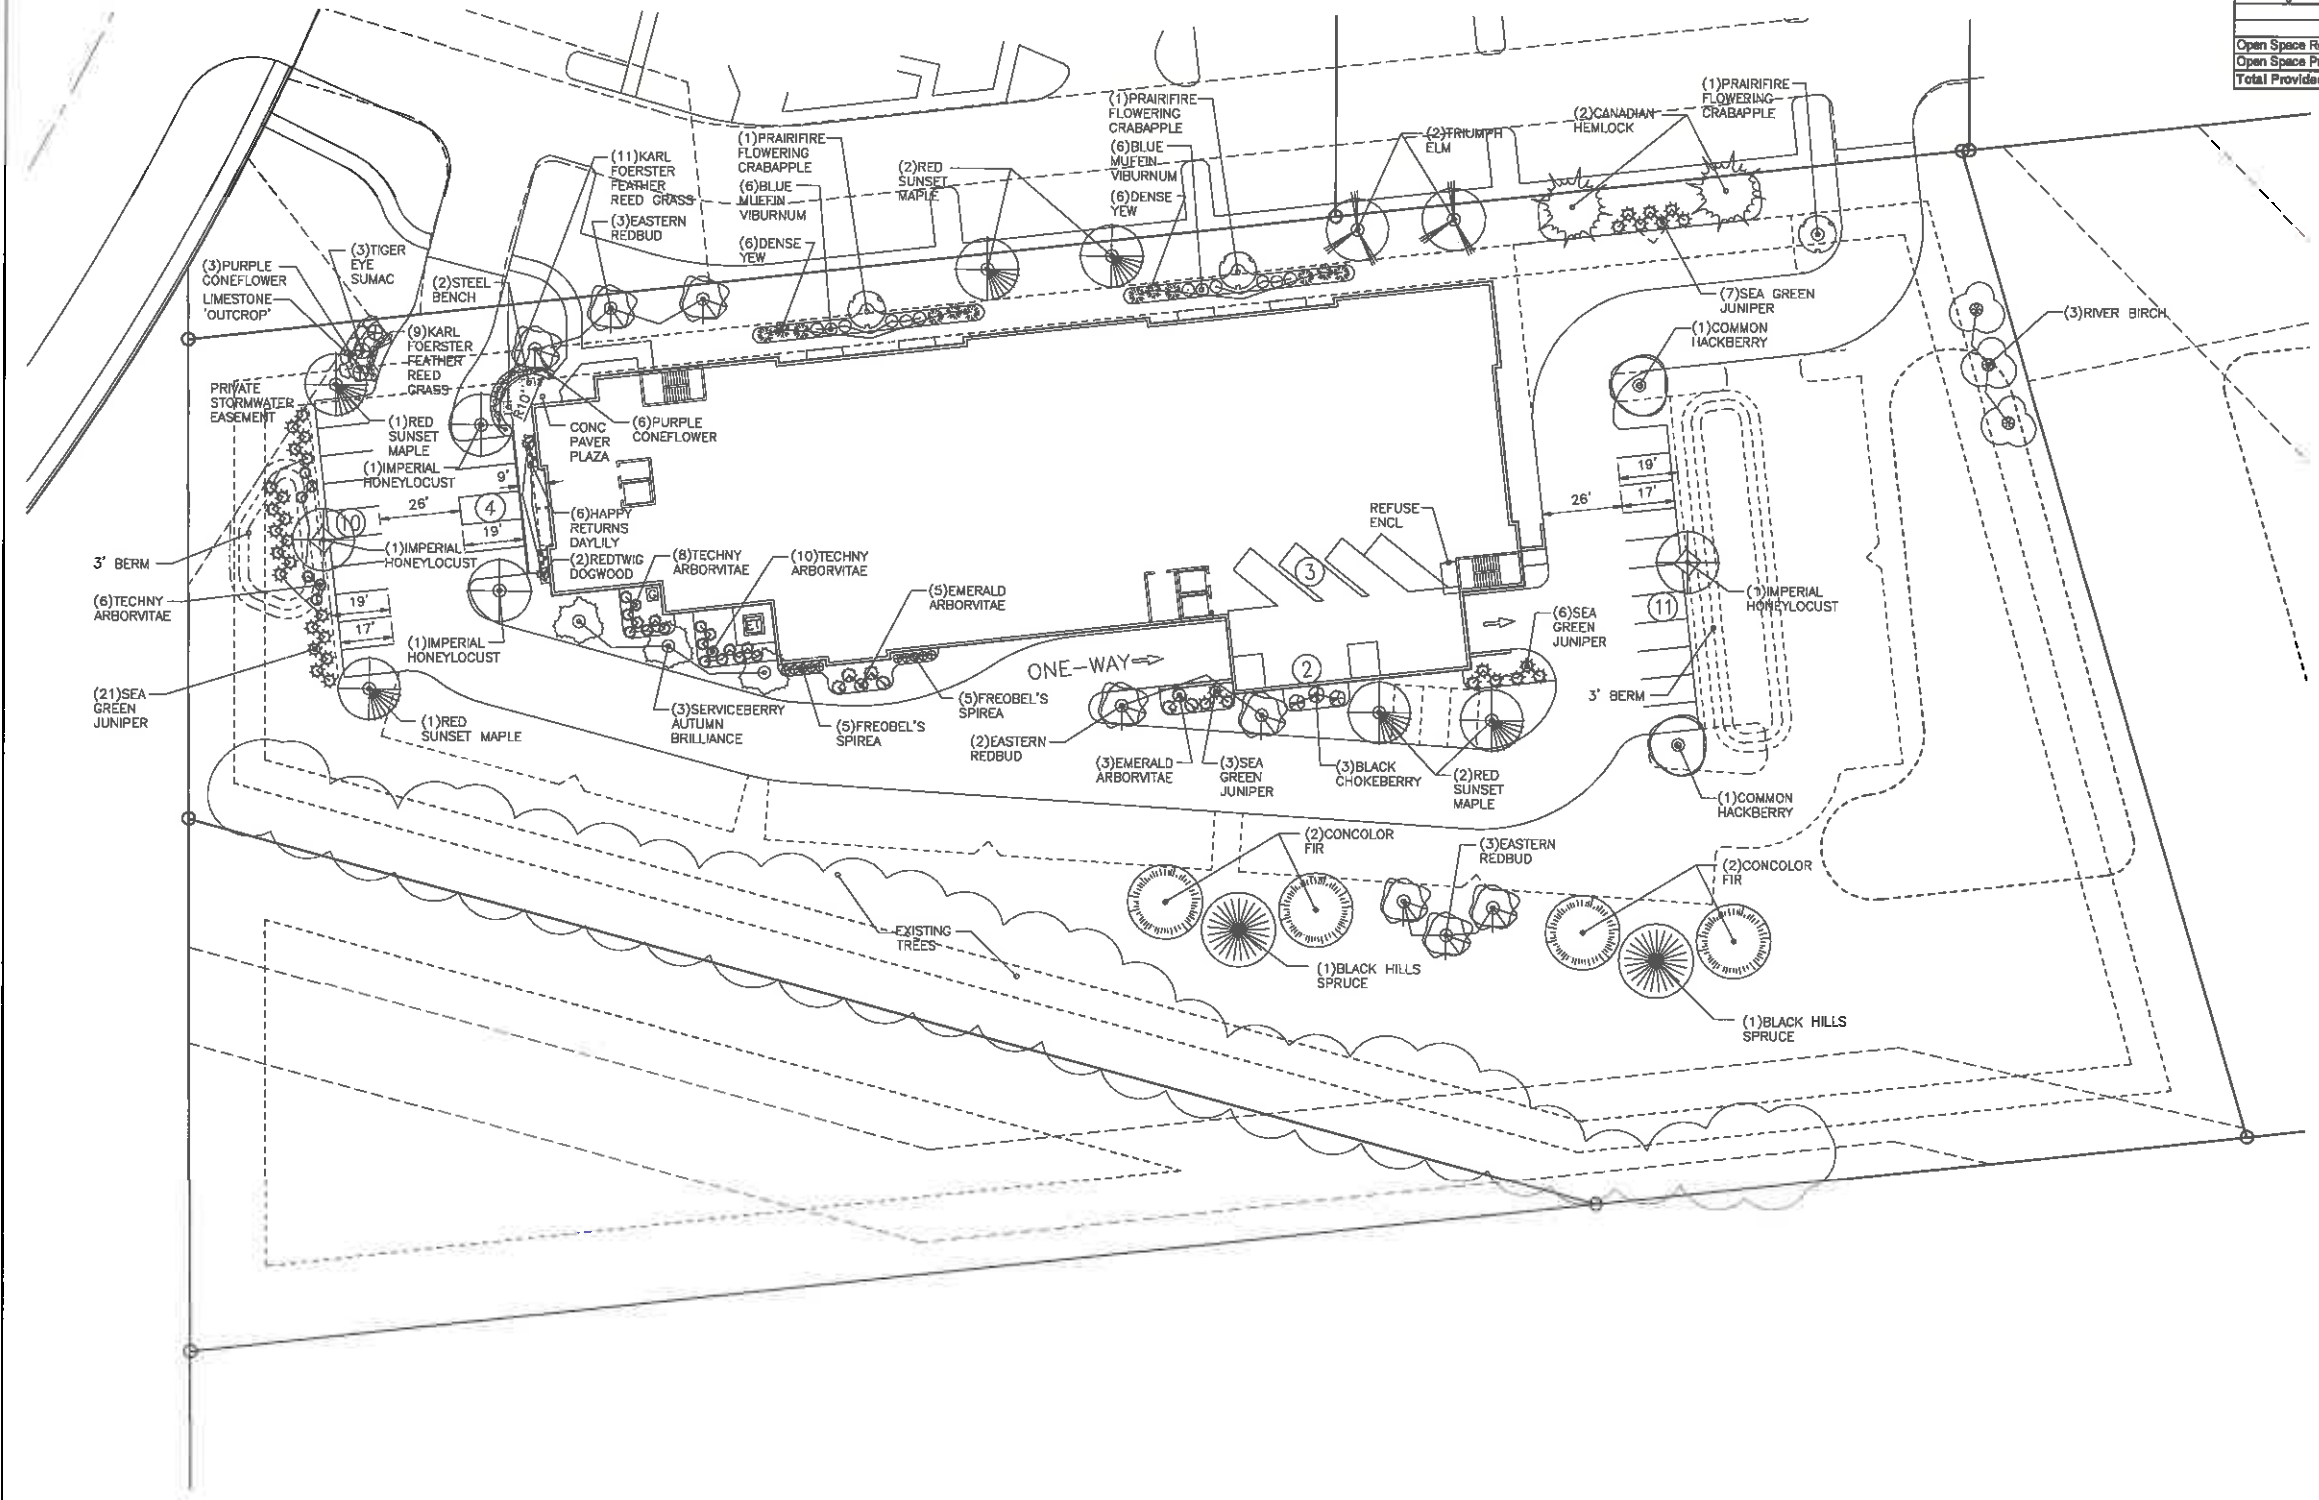 Open Space
Open Space
Total Provided
(1)PRAIRIFIRE
FLOWERING
CRABAPPLE
(2)CANADIAN
HEMLOCK
(1)PRAIRIFIRE
FLOWERING
CRABAPPLE
(2)TRIUMPH
ELM
(1)PRAIRIFIRE
FLOWERING
CRABAPPLE
(6)BLUE
MUFFIN
VIBURNUM
(6)DENSE
YEW
(11)KARL
FOERSTER
FEATHER
REED GRASS
(6)BLUE
MUFFIN
VIBURNUM
(2)RED
SUNSET
MAPLE
(3)EASTERN
REDBUD
(6)DENSE
YEW
(3)TIGER
EYE
SUMAC
(3)PURPLE
CONEFLOWER
LIMESTONE
'OUTCROP'
(2)STEEL
BENCH
(9)KARL
FOERSTER
FEATHER
REED
GRASS
(7)SEA GREEN
JUNIPER
(3)RIVER BIRCH
(1)COMMON
HACKBERRY
PRIVATE
STORMWATER
EASEMENT
R10'
(1)RED
SUNSET
MAPLE
CONC
PAVER
PLAZA
(6)PURPLE
CONEFLOWER
(1)IMPERIAL
HONEYLOCUST
9'
19'
17'
26'
26'
4
10
19'
(6)HAPPY
RETURNS
DAYLILY
REFUSE
ENCL
(1)IMPERIAL
HONEYLOCUST
(2)REDTWIG
DOGWOOD
(8)TECHNY
ARBORVITAE
(10)TECHNY
ARBORVITAE
3' BERM
3
(5)EMERALD
ARBORVITAE
(1)IMPERIAL
HONEYLOCUST
(6)TECHNY
ARBORVITAE
19'
17'
G
ET
11
(6)SEA
GREEN
JUNIPER
(1)IMPERIAL
HONEYLOCUST
ONE-WAY
2
3' BERM
(21)SEA
GREEN
JUNIPER
(1)RED
SUNSET MAPLE
(3)SERVICEBERRY
AUTUMN
BRILLIANCE
(5)FREOBEL'S
SPIREA
(5)FREOBEL'S
SPIREA
(2)EASTERN
REDBUD
(3)EMERALD
ARBORVITAE
(3)SEA
GREEN
JUNIPER
(3)BLACK
CHOKEBERRY
(2)RED
SUNSET
MAPLE
(1)COMMON
HACKBERRY
(2)CONCOLOR
FIR
(3)EASTERN
REDBUD
(2)CONCOLOR
FIR
EXISTING
TREES
(1)BLACK HILLS
SPRUCE
(1)BLACK HILLS
SPRUCE